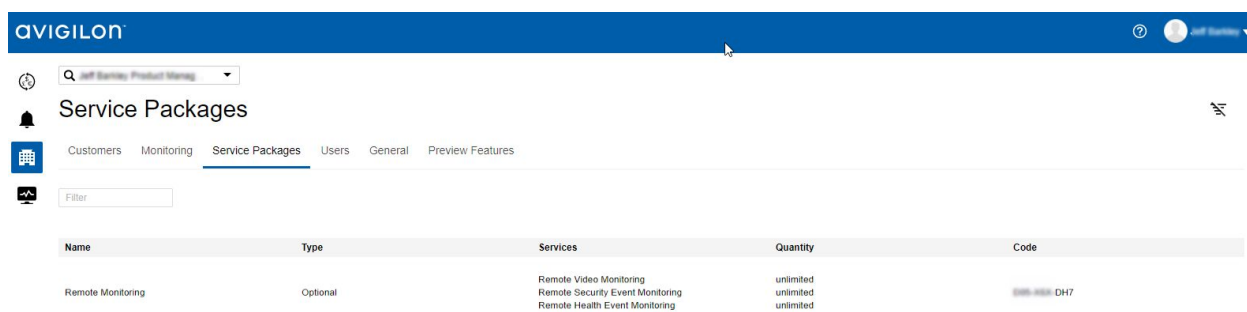 avigilon
Service Packages
Customers Monitoring Service Packages Users General Preview Features
Filter
Name Type Services Quantity Code
Remote Video Monitoring unlimited
Remote Monitoring Optional Remote Security Event Monitoring unlimited -DH7
Remote Health Event Monitoring unlimited